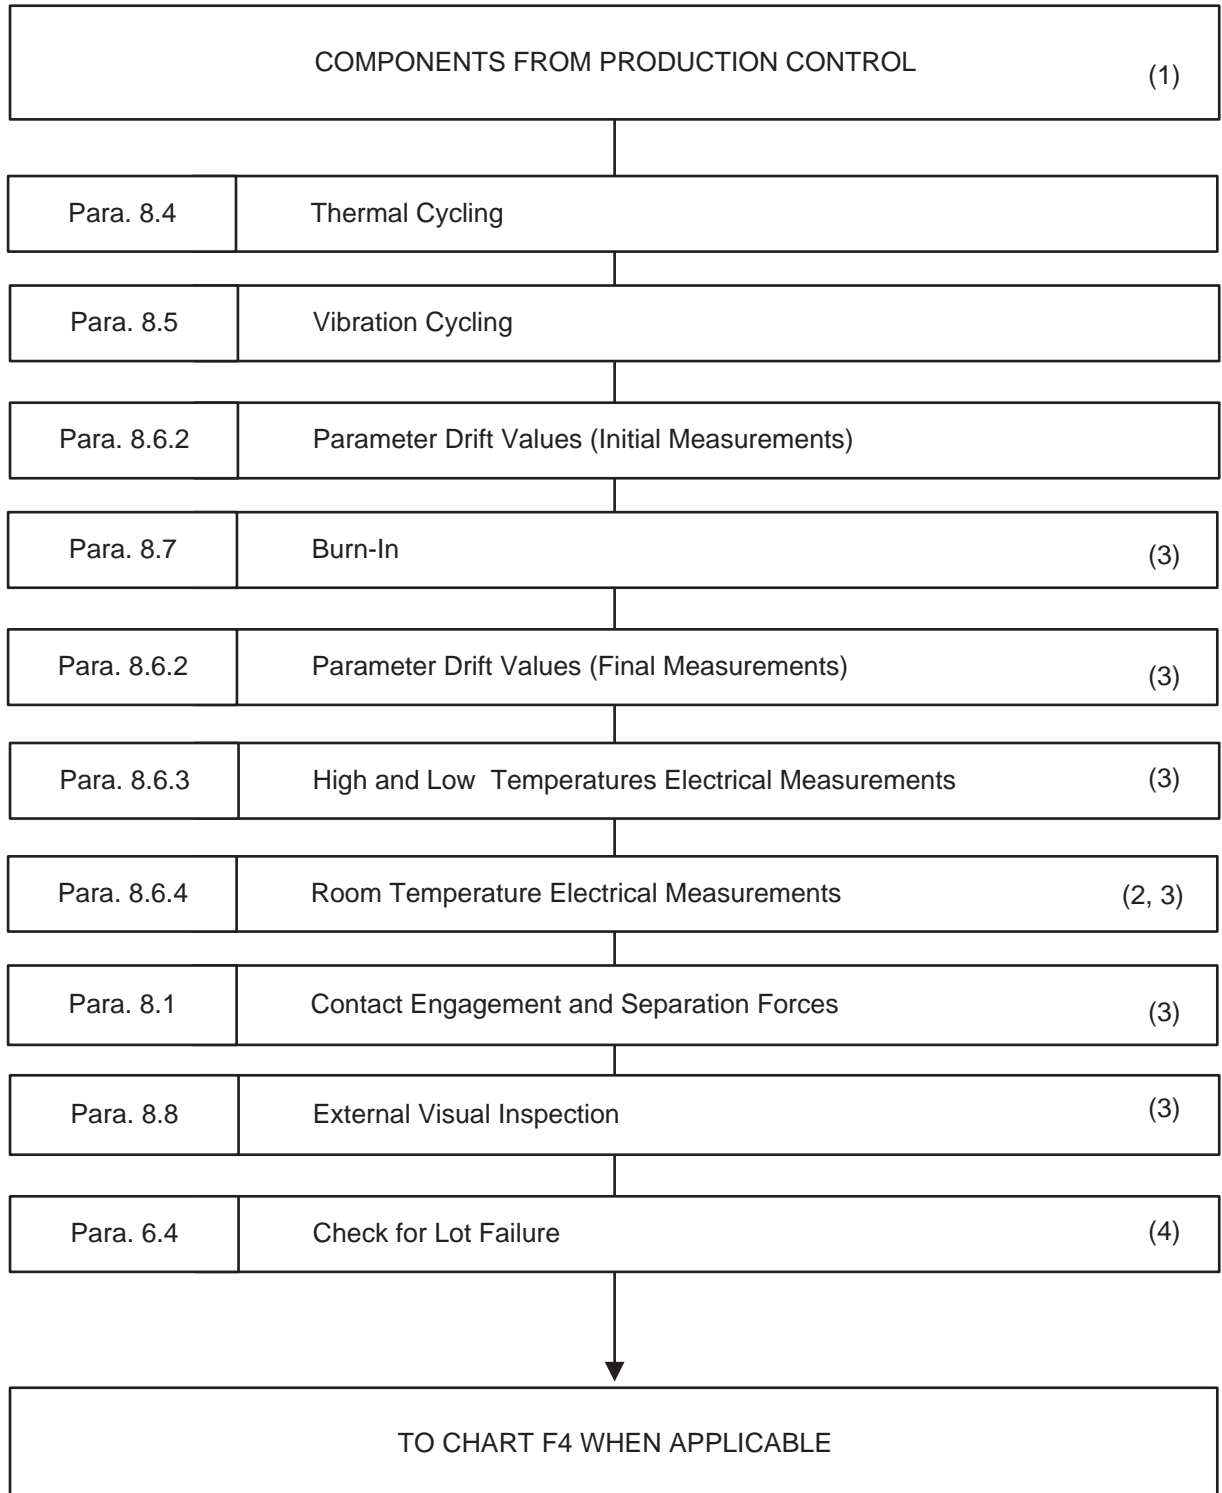 COMPONENTS FROM PRODUCTION CONTROL (1)
Para. 8.4 Thermal Cycling
Para. 8.5 Vibration Cycling
Para. 8.6.2 Parameter Drift Values (Initial Measurements)
Para. 8.7 Burn-In (3)
Para. 8.6.2 Parameter Drift Values (Final Measurements) (3)
Para. 8.6.3 High and Low Temperatures Electrical Measurements (3)
Para. 8.6.4 Room Temperature Electrical Measurements (2, 3)
Para. 8.1 Contact Engagement and Separation Forces (3)
Para. 8.8 External Visual Inspection (3)
Para. 6.4 Check for Lot Failure (4)
TO CHART F4 WHEN APPLICABLE